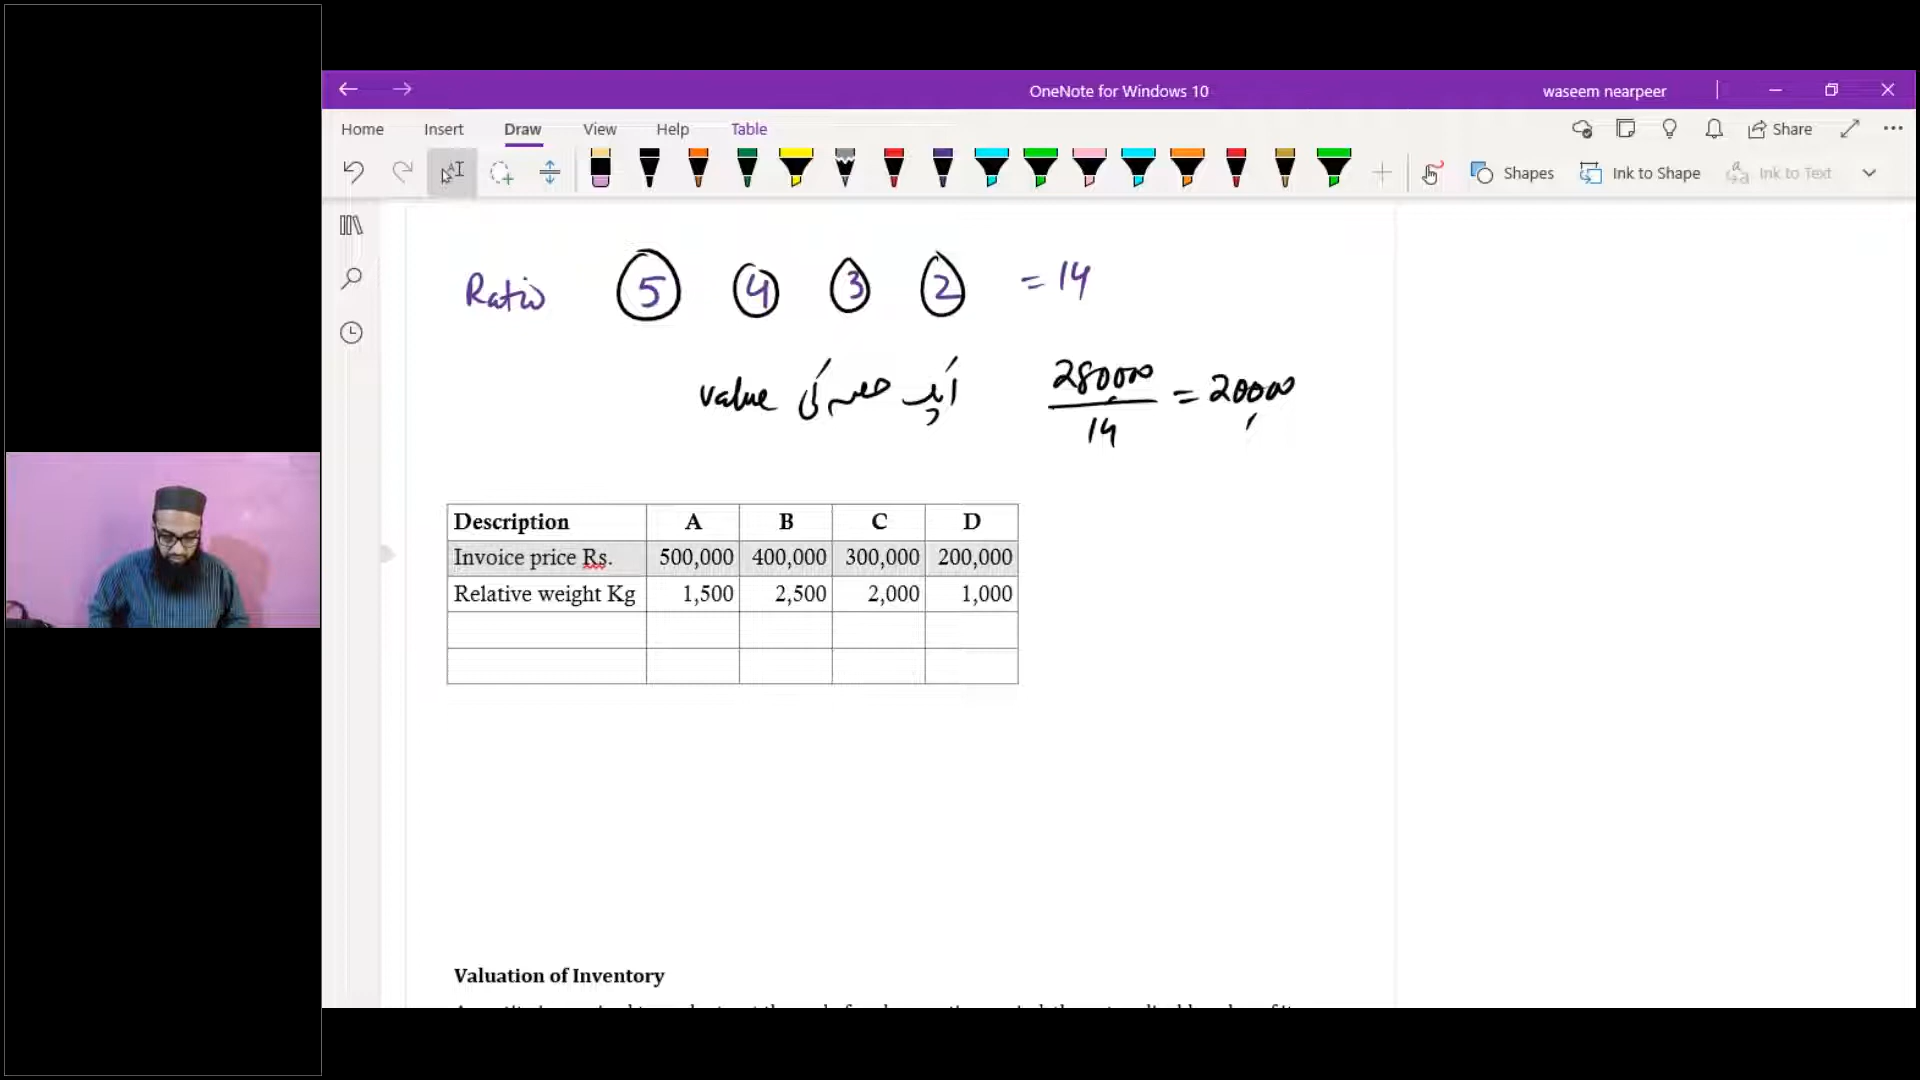 OneNote for Windows 10
waseem nearpeer
Home Insert Draw View Help Table
Share
Shapes Ink to Shape Ink to Text
Ratio 5 4 3 2 = 14
ایک حصہ کی value 280000 / 14 = 20000
Description A B C D
Invoice price Rs. 500,000 400,000 300,000 200,000
Relative weight Kg 1,500 2,500 2,000 1,000
Valuation of Inventory